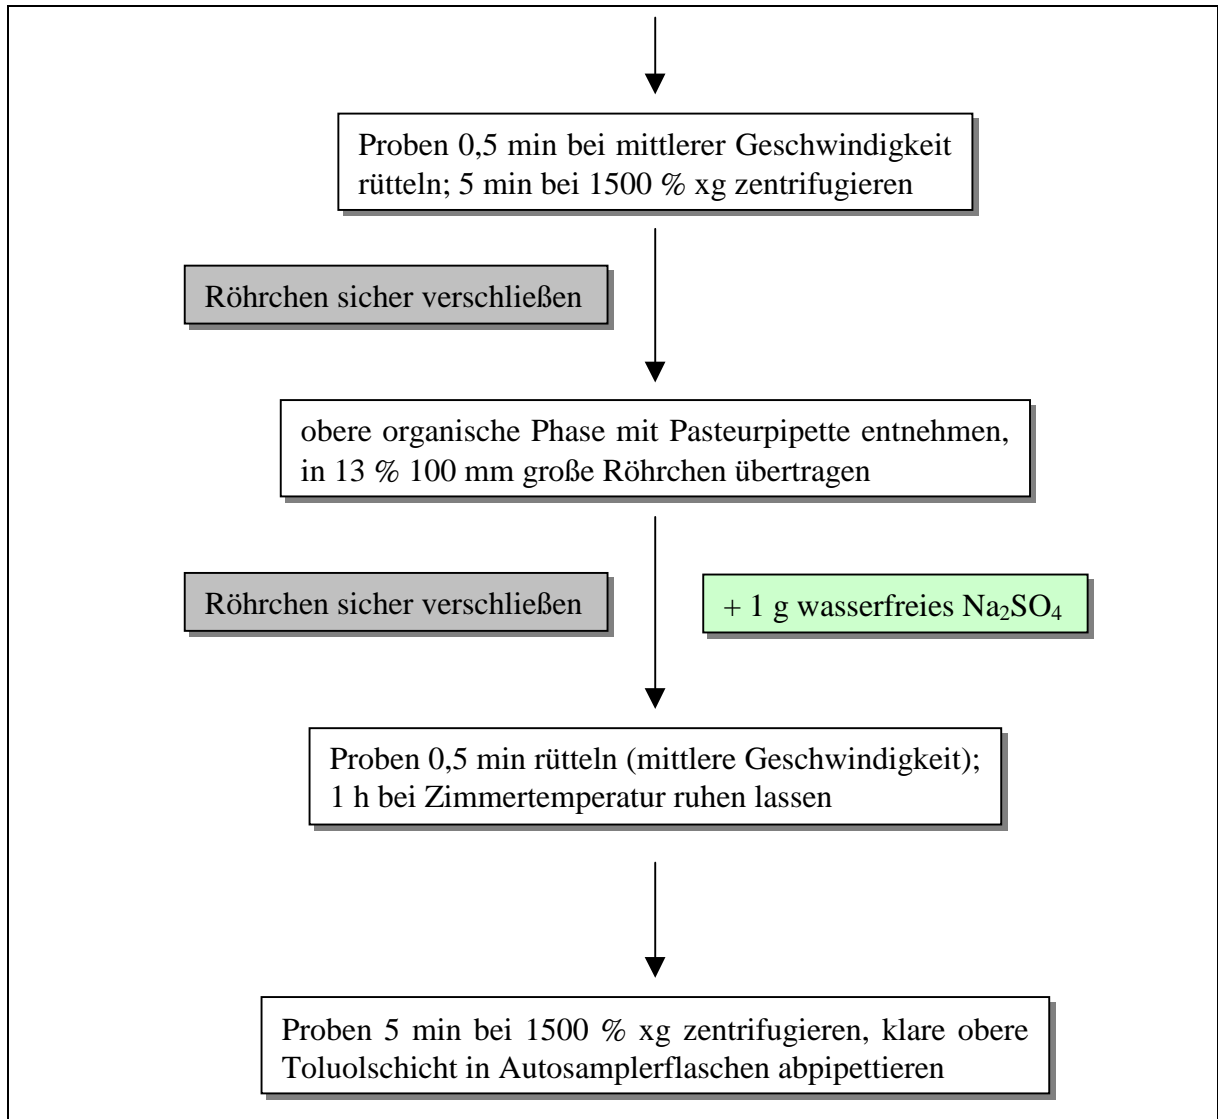 Proben 0,5 min bei mittlerer Geschwindigkeit
rütteln; 5 min bei 1500 % xg zentrifugieren
Röhrchen sicher verschließen
obere organische Phase mit Pasteurpipette entnehmen,
in 13 % 100 mm große Röhrchen übertragen
Röhrchen sicher verschließen
+ 1 g wasserfreies Na₂SO₄
Proben 0,5 min rütteln (mittlere Geschwindigkeit);
1 h bei Zimmertemperatur ruhen lassen
Proben 5 min bei 1500 % xg zentrifugieren, klare obere
Toluolschicht in Autosamplerflaschen abpipettieren